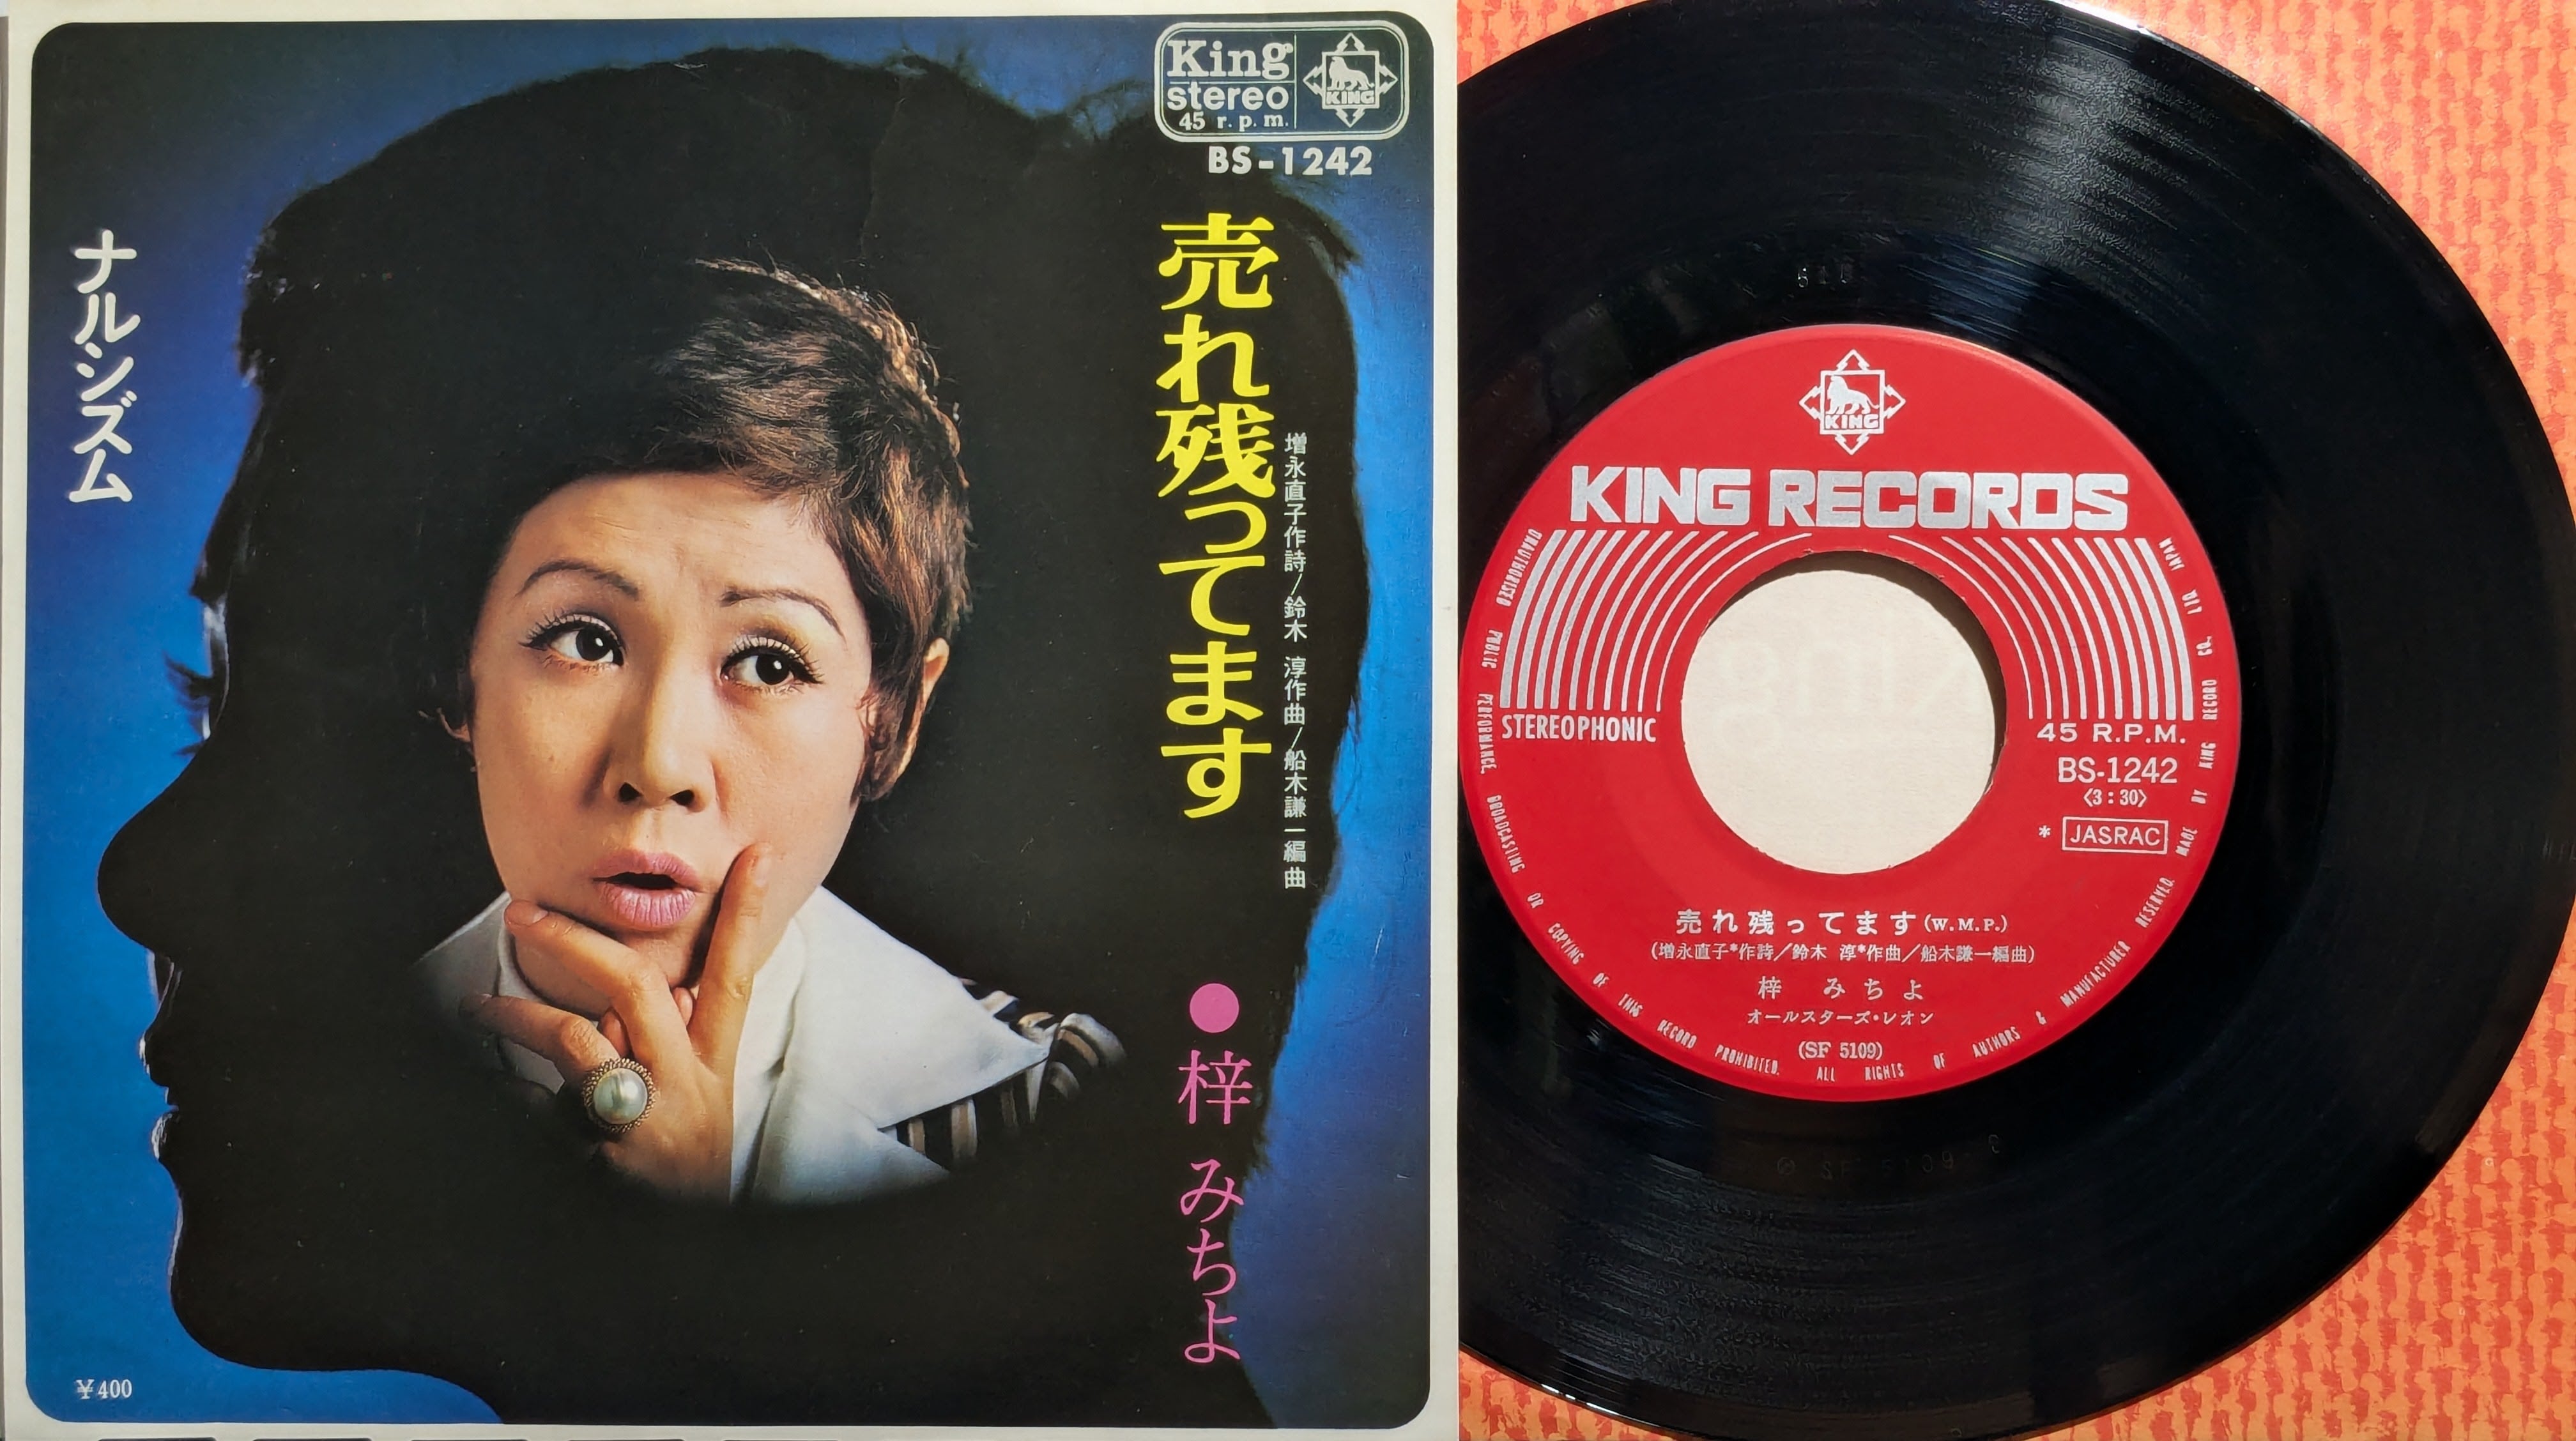 King
stereo
45 r.p.m.
KING
BS-1242
売れ残ってます
増永直子作詩/鈴木 淳作曲/船木謙一編曲
●梓 みちよ
ナルシズム
¥400
KING
KING RECORDS
STEREOPHONIC
45 R.P.M.
BS-1242
〈3:30〉
* JASRAC
売れ残ってます(W.M.P.)
(増永直子*作詩/鈴木 淳*作曲/船木謙一編曲)
梓 みちよ
オールスターズ・レオン
(SF 5109)
UNAUTHORISED PUBLIC PERFORMANCE, BROADCASTING OR COPYING OF THIS RECORD PROHIBITED. ALL RIGHTS OF AUTHORS & MANUFACTURER RESERVED. MADE BY KING RECORD CO., LTD. JAPAN